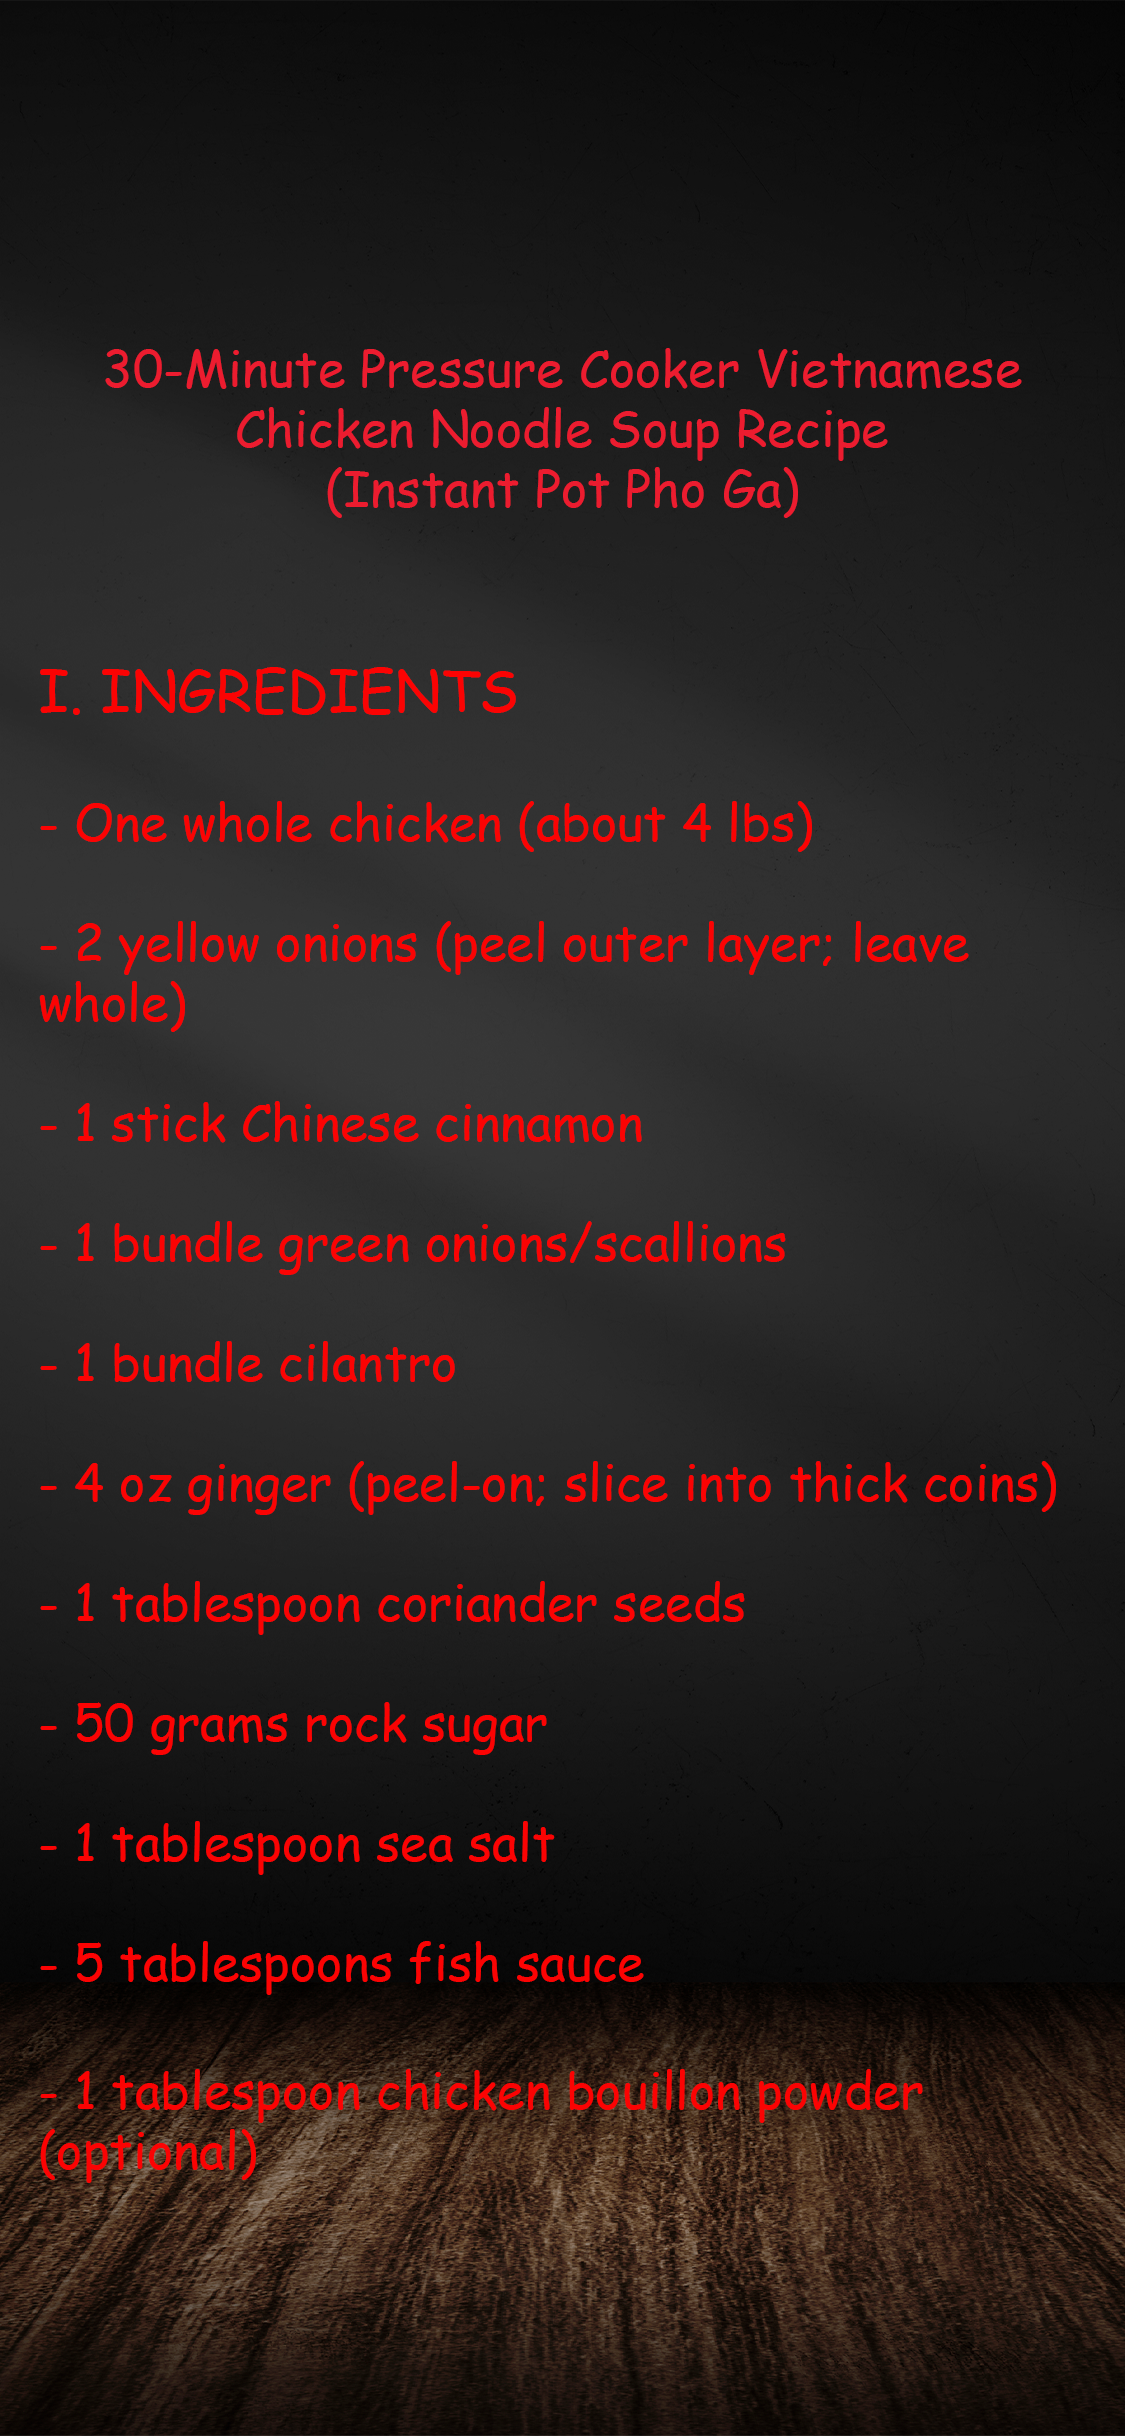 30-Minute Pressure Cooker Vietnamese
Chicken Noodle Soup Recipe
(Instant Pot Pho Ga)
I. INGREDIENTS
- One whole chicken (about 4 lbs)
- 2 yellow onions (peel outer layer; leave
whole)
- 1 stick Chinese cinnamon
- 1 bundle green onions/scallions
- 1 bundle cilantro
- 4 oz ginger (peel-on; slice into thick coins)
- 1 tablespoon coriander seeds
- 50 grams rock sugar
- 1 tablespoon sea salt
- 5 tablespoons fish sauce
- 1 tablespoon chicken bouillon powder
(optional)